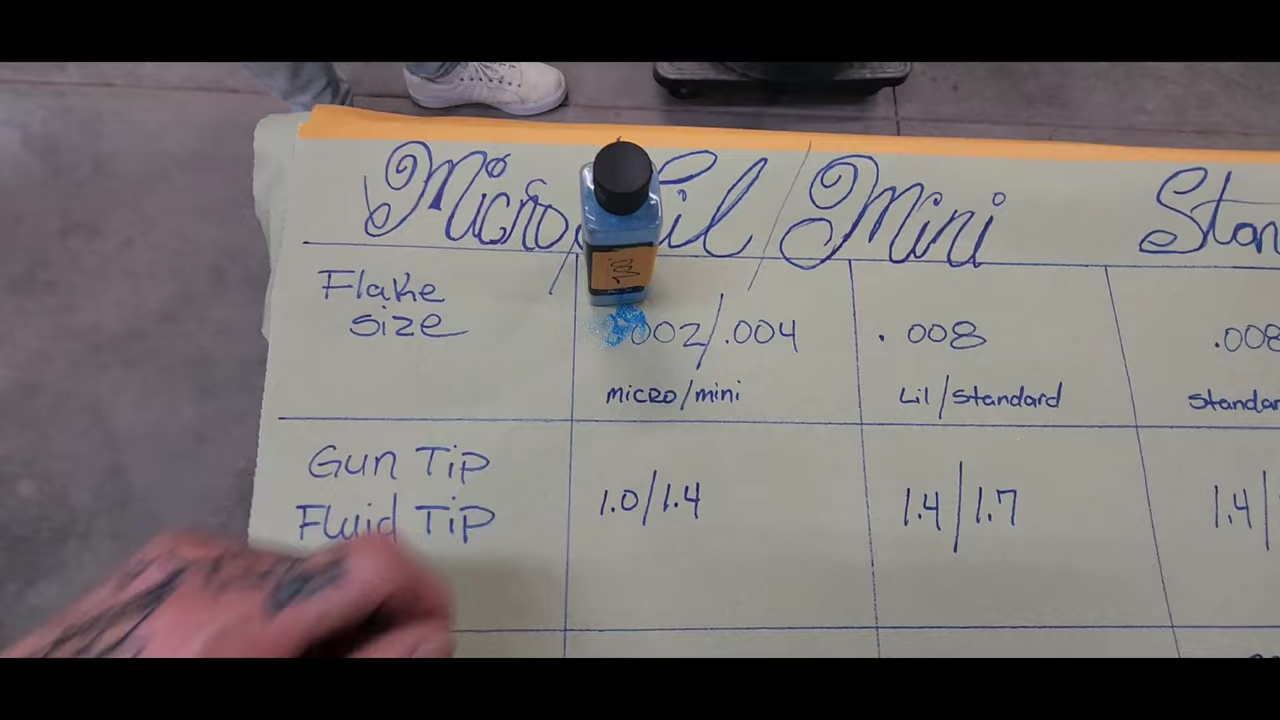 Micro/Lil/Mini Stan
Flake
size
.002/.004
.008
.008
micro/mini
Lil/Standard
Standar
Gun Tip
Fluid Tip
1.0/1.4
1.4/1.7
1.4/